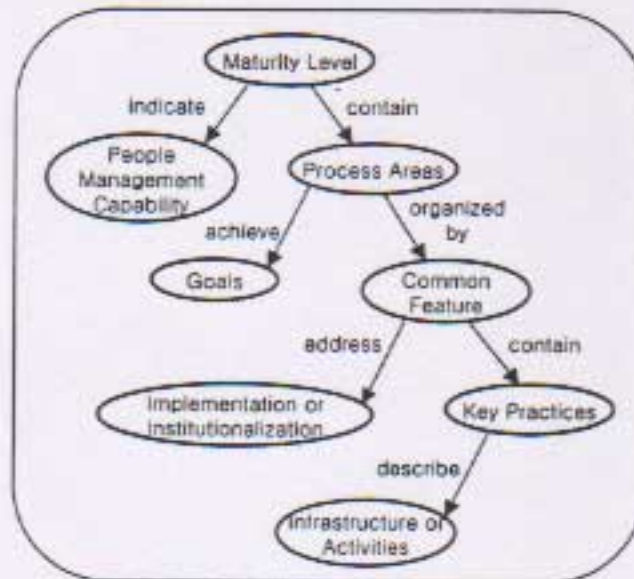 Maturity Level
indicate
contain
People
Management
Capability
Process Areas
achieve
organized
by
Goals
Common
Feature
address
contain
Implementation or
Institutionalization
Key Practices
describe
Infrastructure or
Activities